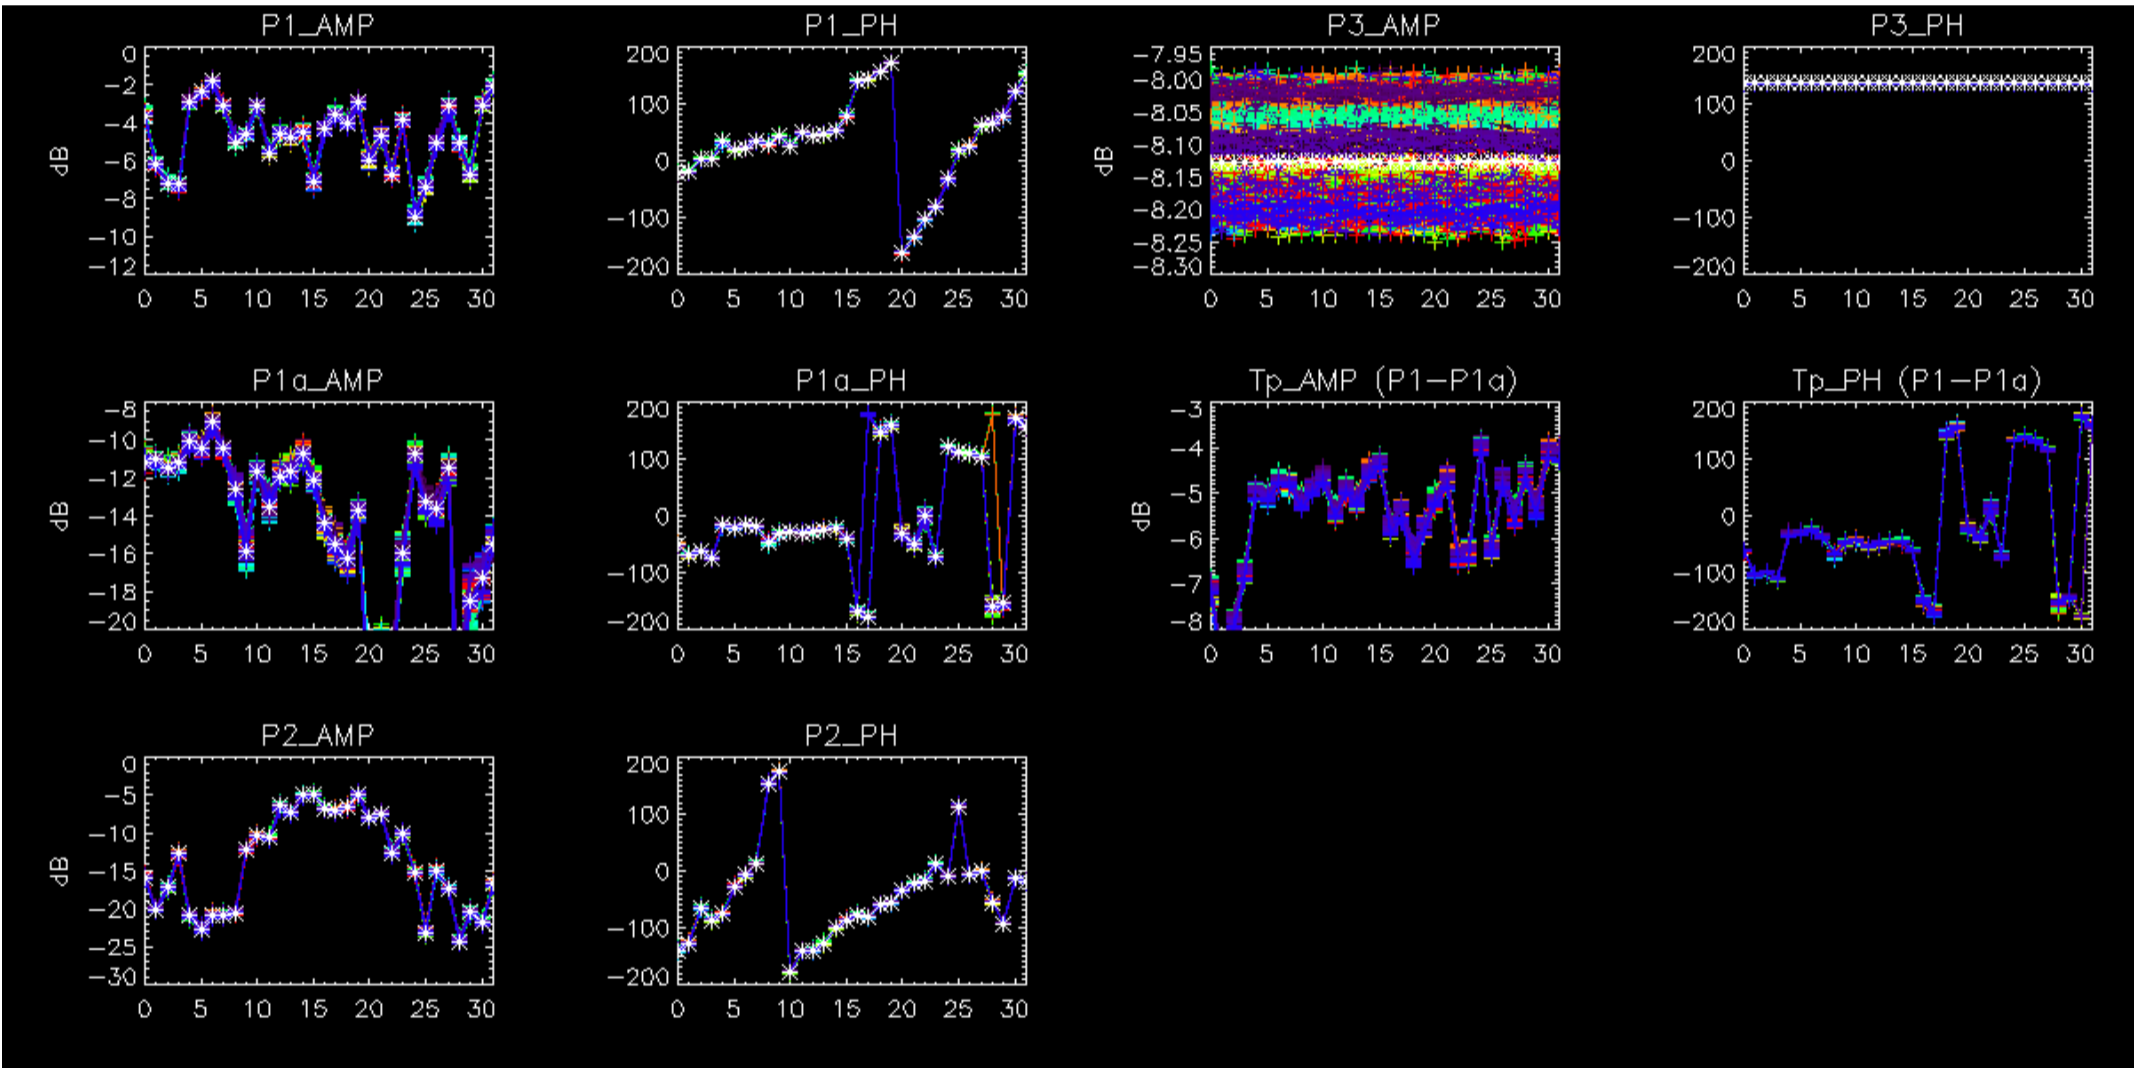 P1_AMP
0
−2
−4
−6
−8
−10
−12
dB
0 5 10 15 20 25 30
P1_PH
200
100
0
−100
−200
0 5 10 15 20 25 30
P3_AMP
−7.95
−8.00
−8.05
−8.10
−8.15
−8.20
−8.25
−8.30
dB
0 5 10 15 20 25 30
P3_PH
200
100
0
−100
−200
0 5 10 15 20 25 30
P1a_AMP
−8
−10
−12
−14
−16
−18
−20
dB
0 5 10 15 20 25 30
P1a_PH
200
100
0
−100
−200
0 5 10 15 20 25 30
Tp_AMP (P1−P1a)
−3
−4
−5
−6
−7
−8
dB
0 5 10 15 20 25 30
Tp_PH (P1−P1a)
200
100
0
−100
−200
0 5 10 15 20 25 30
P2_AMP
0
−5
−10
−15
−20
−25
−30
dB
0 5 10 15 20 25 30
P2_PH
200
100
0
−100
−200
0 5 10 15 20 25 30